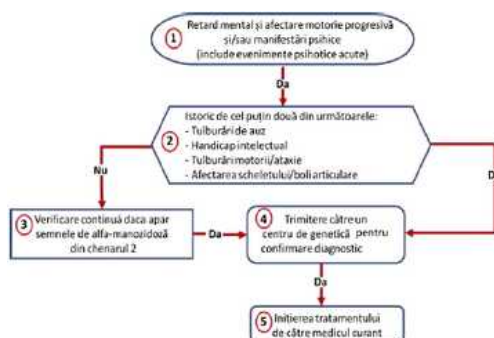 1 Retard mental și afectare motorie progresivă
și/sau manifestări psihice
(include evenimente psihotice acute)
Da
2 Istoric de cel puțin două din următoarele:
- Tulburări de auz
- Handicap intelectual
- Tulburări motorii/ataxie
- Afectarea scheletului/boli articulare
Nu
D
3 Verificare continuă daca apar
semnele de alfa-manozidoză
din chenarul 2
Da
4 Trimitere către un
centru de genetică pentru
confirmare diagnostic
Da
5 Inițierea tratamentului
de către medicul curant